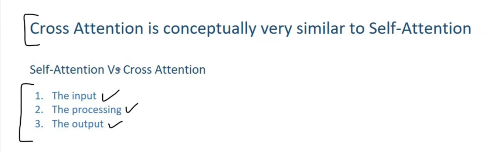 Cross Attention is conceptually very similar to Self-Attention
Self-Attention Vs Cross Attention
1. The input
2. The processing
3. The output